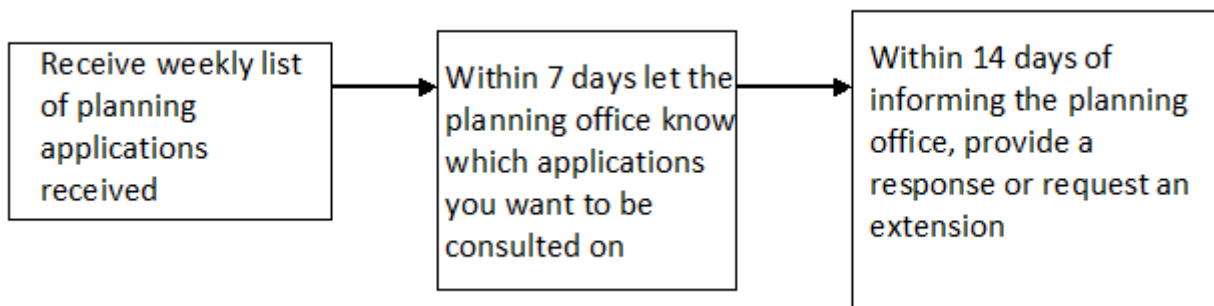 Receive weekly list
of planning
applications
received
Within 7 days let the
planning office know
which applications
you want to be
consulted on
Within 14 days of
informing the planning
office, provide a
response or request an
extension